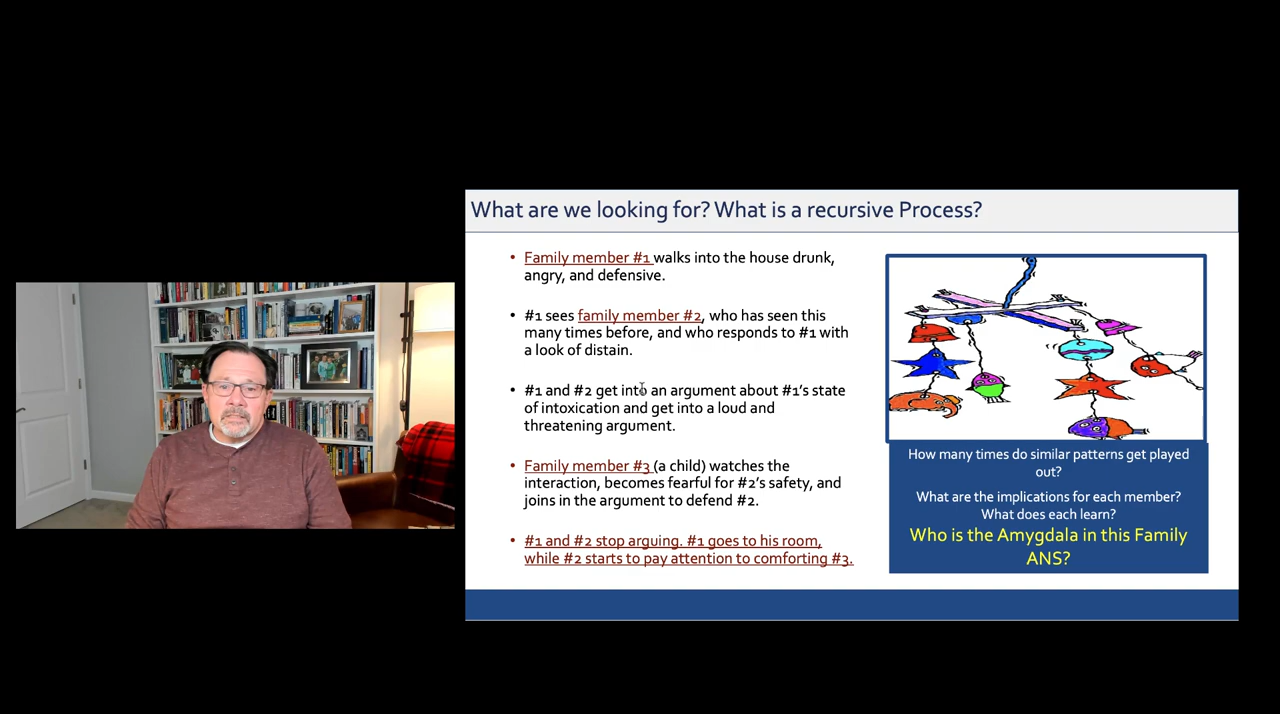 What are we looking for? What is a recursive Process?
• Family member #1 walks into the house drunk,
angry, and defensive.
• #1 sees family member #2, who has seen this
many times before, and who responds to #1 with
a look of distain.
• #1 and #2 get into an argument about #1's state
of intoxication and get into a loud and
threatening argument.
• Family member #3 (a child) watches the
interaction, becomes fearful for #2's safety, and
joins in the argument to defend #2.
• #1 and #2 stop arguing. #1 goes to his room,
while #2 starts to pay attention to comforting #3.
How many times do similar patterns get played
out?
What are the implications for each member?
What does each learn?
Who is the Amygdala in this Family
ANS?